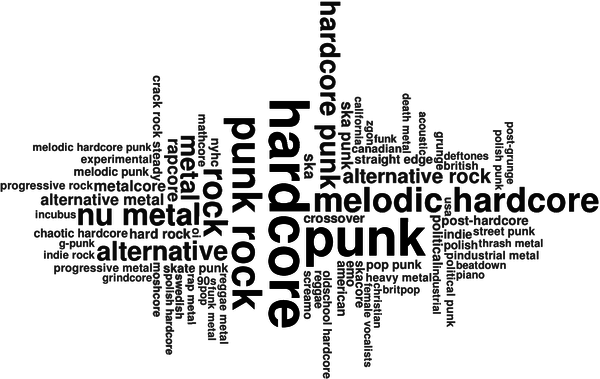 hardcore punk
hardcore
punk rock
ska punk
california
zgon
funk
canadian
straight edge
death metal
acoustic
grunge
deftones
british
polish punk
post-grunge
alternative rock
crack rock steady
mathcore
nyhc
melodic hardcore punk
experimental
melodic punk
progressive rock
metalcore
rapcore
metal
rock
ska
alternative metal
incubus
nu metal
oi
chaotic hardcore
hard rock
g-punk
alternative
indie rock
progressive metal
grindcore
skate punk
moshcore
polish hardcore
swedish
rap metal
90s
pop
funk metal
reggae metal
melodic hardcore
crossover
punk
usa
post-hardcore
political
indie
street punk
polish
thrash metal
industrial metal
beatdown
piano
political punk
industrial
pop punk
heavy metal
britpop
christian
female vocalists
skacore
emo
american
oldschool hardcore
reggae
screamo